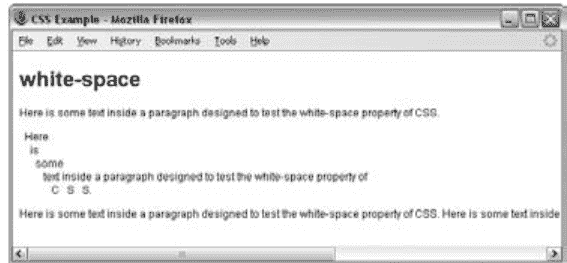 CSS Example - Mozilla Firefox
File Edit View History Bookmarks Tools Help
white-space
Here is some text inside a paragraph designed to test the white-space property of CSS.
Here
is
some
text inside a paragraph designed to test the white-space property of
C S S.
Here is some text inside a paragraph designed to test the white-space property of CSS. Here is some text inside